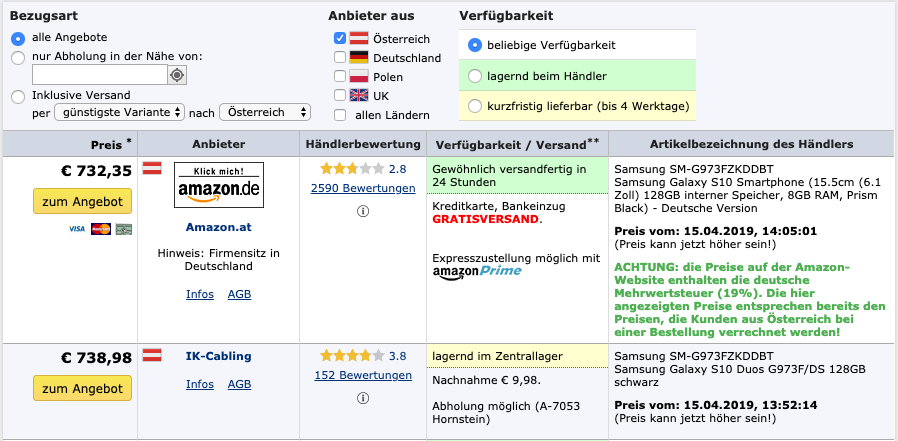 Bezugsart
alle Angebote
nur Abholung in der Nähe von:
Inklusive Versand
per günstigste Variante nach Österreich
Anbieter aus
Österreich
Deutschland
Polen
UK
allen Ländern
Verfügbarkeit
beliebige Verfügbarkeit
lagernd beim Händler
kurzfristig lieferbar (bis 4 Werktage)
Preis * Anbieter Händlerbewertung Verfügbarkeit / Versand** Artikelbezeichnung des Händlers
€ 732,35
zum Angebot
VISA MasterCard
Klick mich!
amazon.de
Amazon.at
Hinweis: Firmensitz in
Deutschland
Infos AGB
2.8
2590 Bewertungen
Gewöhnlich versandfertig in
24 Stunden
Kreditkarte, Bankeinzug
GRATISVERSAND.
Expresszustellung möglich mit
amazonPrime
Samsung SM-G973FZKDDBT
Samsung Galaxy S10 Smartphone (15.5cm (6.1
Zoll) 128GB interner Speicher, 8GB RAM, Prism
Black) - Deutsche Version
Preis vom: 15.04.2019, 14:05:01
(Preis kann jetzt höher sein!)
ACHTUNG: die Preise auf der Amazon-
Website enthalten die deutsche
Mehrwertsteuer (19%). Die hier
angezeigten Preise entsprechen bereits den
Preisen, die Kunden aus Österreich bei
einer Bestellung verrechnet werden!
€ 738,98
zum Angebot
IK-Cabling
Infos AGB
3.8
152 Bewertungen
lagernd im Zentrallager
Nachnahme € 9,98.
Abholung möglich (A-7053
Hornstein)
Samsung SM-G973FZKDDBT
Samsung Galaxy S10 Duos G973F/DS 128GB
schwarz
Preis vom: 15.04.2019, 13:52:14
(Preis kann jetzt höher sein!)